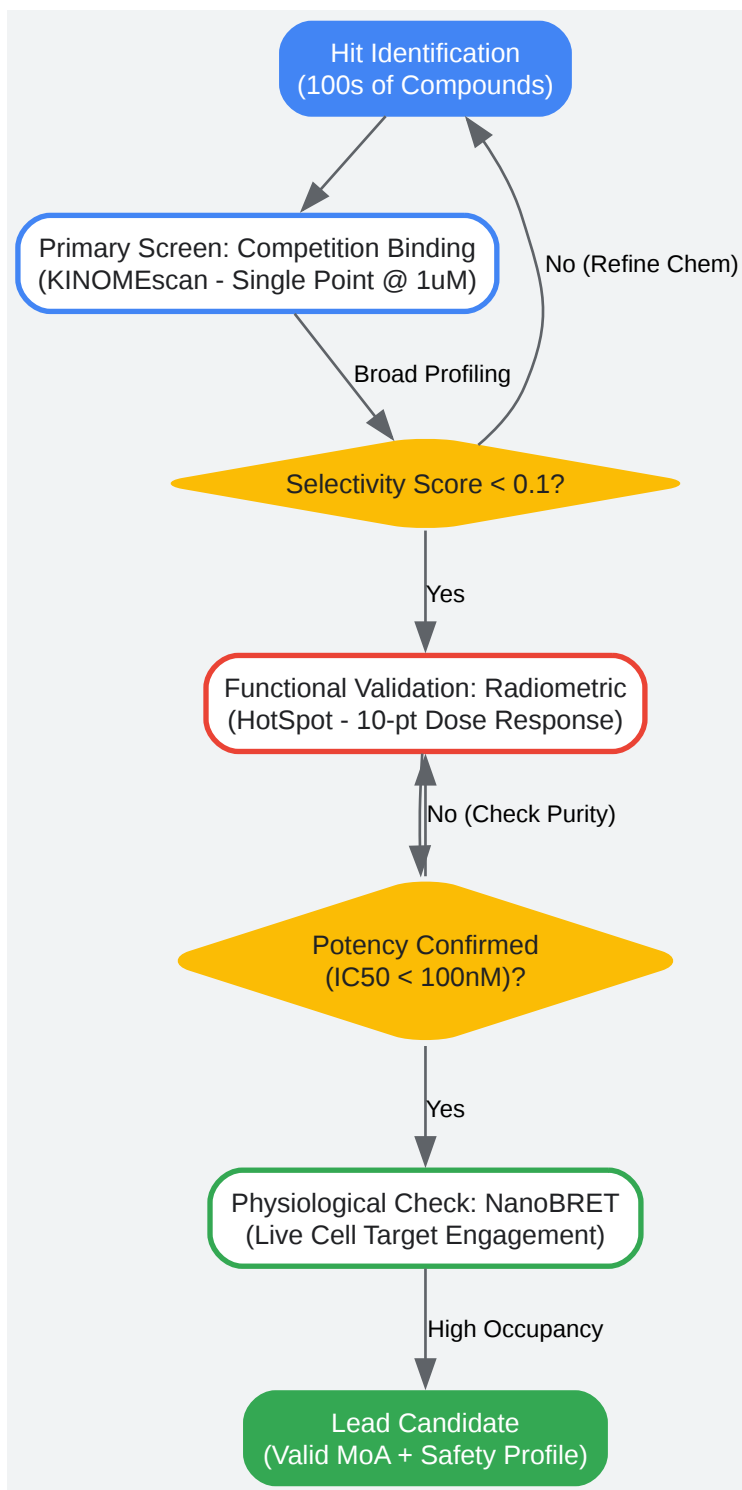 Hit Identification
(100s of Compounds)
No (Refine Chem)
Primary Screen: Competition Binding
(KINOMEscan - Single Point @ 1uM)
Broad Profiling
Selectivity Score < 0.1?
Yes
Functional Validation: Radiometric
(HotSpot - 10-pt Dose Response)
No (Check Purity)
Potency Confirmed
(IC50 < 100nM)?
Yes
Physiological Check: NanoBRET
(Live Cell Target Engagement)
High Occupancy
Lead Candidate
(Valid MoA + Safety Profile)